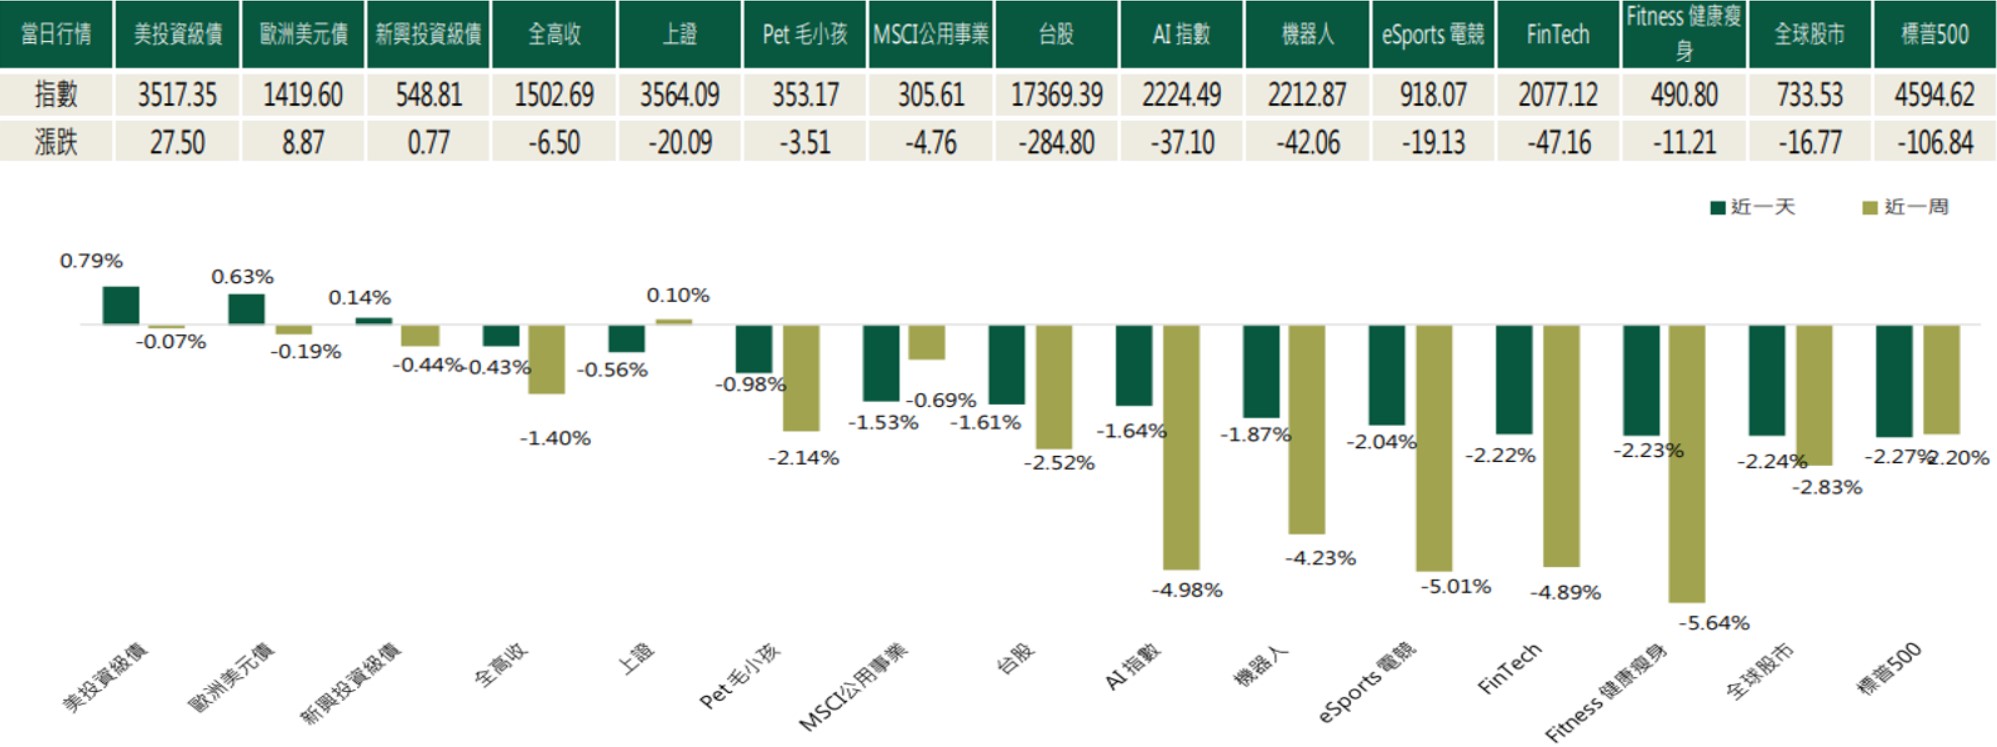 當日行情 美投資級債 歐洲美元債 新興投資級債 全高收 上證 Pet 毛小孩 MSCI公用事業 台股 AI 指數 機器人 eSports 電競 FinTech Fitness 健康瘦身 全球股市 標普500
指數 3517.35 1419.60 548.81 1502.69 3564.09 353.17 305.61 17369.39 2224.49 2212.87 918.07 2077.12 490.80 733.53 4594.62
漲跌 27.50 8.87 0.77 -6.50 -20.09 -3.51 -4.76 -284.80 -37.10 -42.06 -19.13 -47.16 -11.21 -16.77 -106.84
近一天 近一周
0.79% -0.07% 0.63% -0.19% 0.14% -0.44% -0.43% -1.40% -0.56% 0.10% -0.98% -2.14% -1.53% -0.69% -1.61% -2.52% -1.64% -4.98% -1.87% -4.23% -2.04% -5.01% -2.22% -4.89% -2.23% -5.64% -2.24% -2.83% -2.27% -2.20%
美投資級債 歐洲美元債 新興投資級債 全高收 上證 Pet 毛小孩 MSCI公用事業 台股 AI 指數 機器人 eSports 電競 FinTech Fitness 健康瘦身 全球股市 標普500